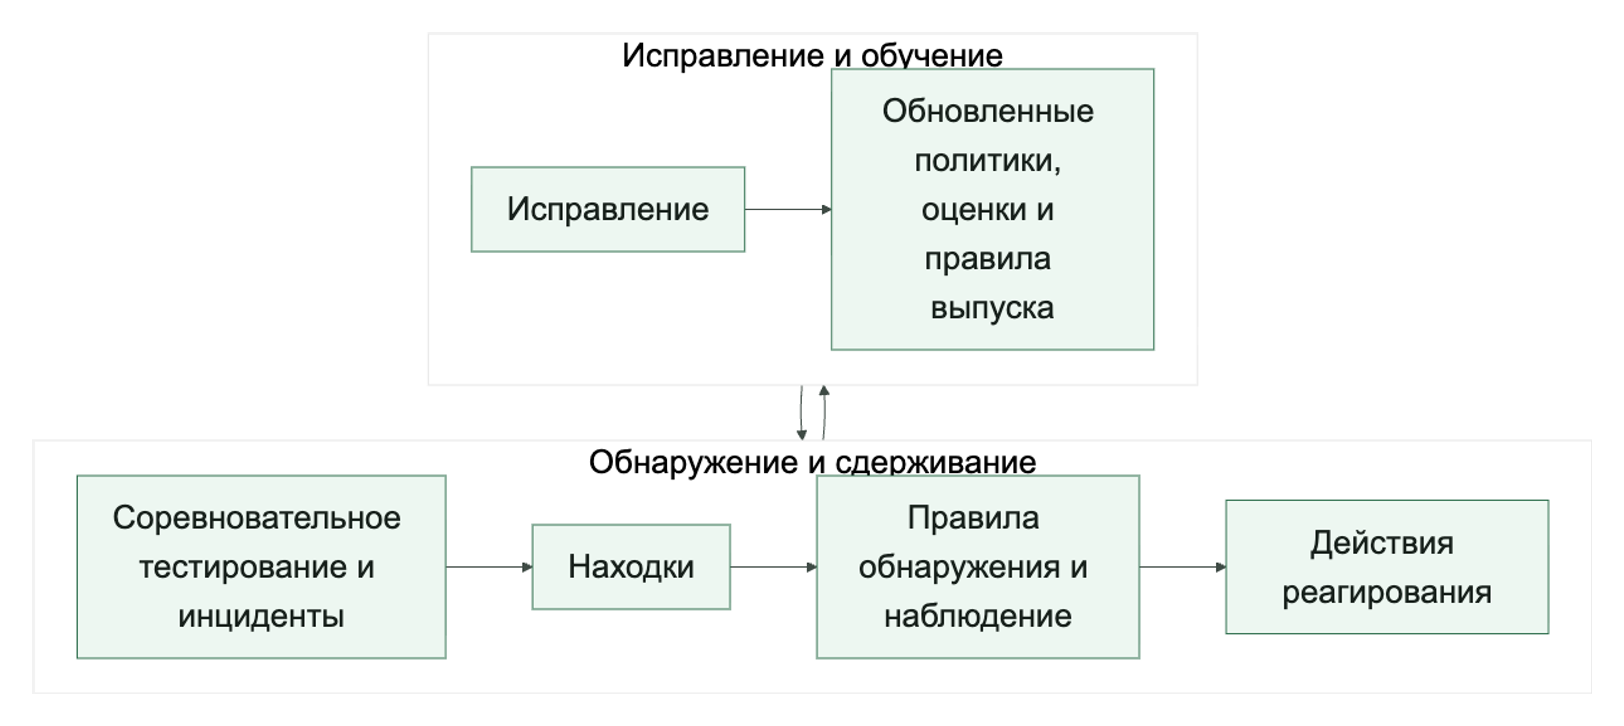 Исправление и обучение
Исправление
Обновленные
политики,
оценки и
правила
выпуска
Обнаружение и сдерживание
Соревновательное
тестирование и
инциденты
Находки
Правила
обнаружения и
наблюдение
Действия
реагирования